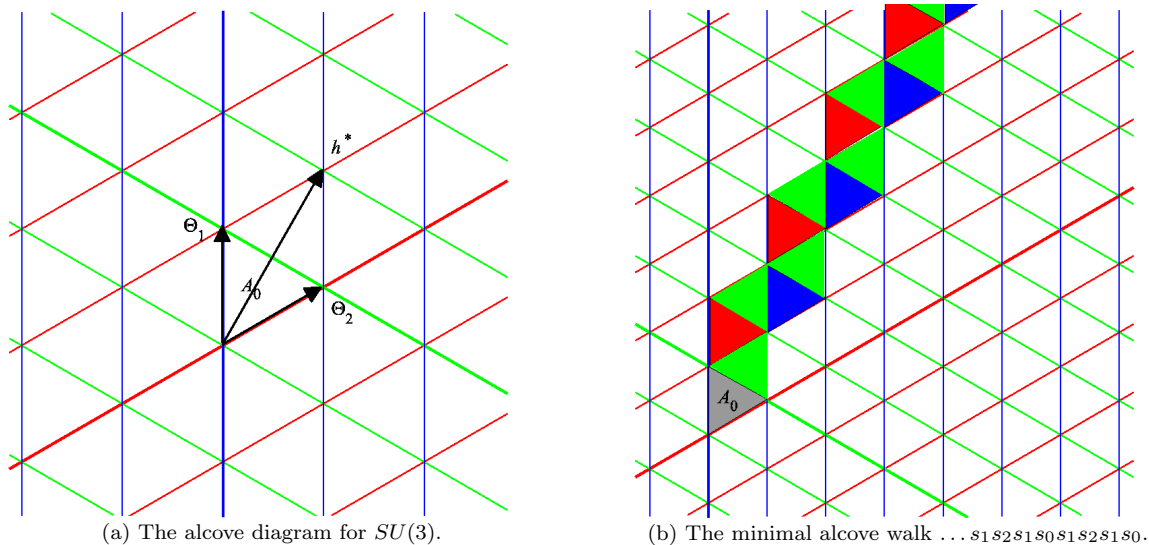 h*
Θ₁
A₀
Θ₂
(a) The alcove diagram for SU(3).
A₀
(b) The minimal alcove walk ...s₁s₂s₁s₀s₁s₂s₁s₀.